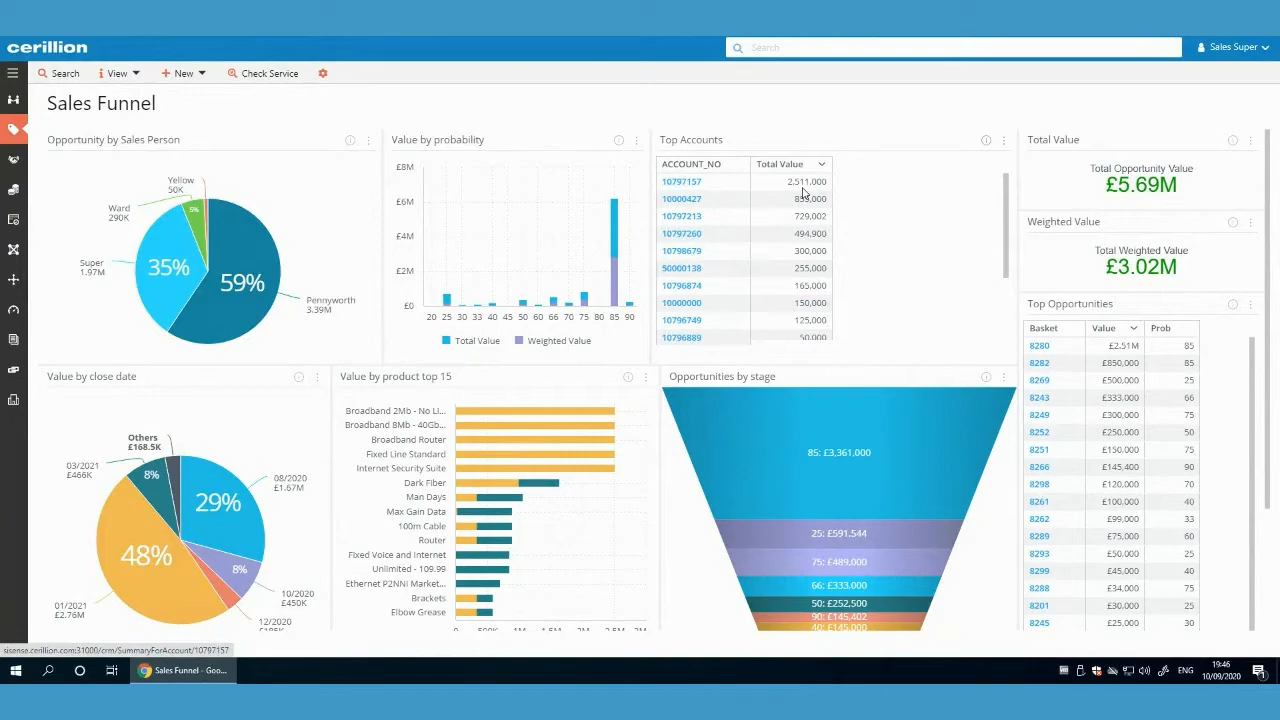 cerillion
Search
Sales Super
Search
View
New
Check Service
Sales Funnel
Opportunity by Sales Person
Yellow
50K
Ward
290K
5%
Super
1.97M
35%
59%
Pennyworth
3.39M
Value by probability
£8M
£6M
£4M
£2M
£0
20 25 30 33 40 45 50 60 66 70 75 80 85 90
Total Value
Weighted Value
Top Accounts
ACCOUNT_NO Total Value
10797157 2,511,000
10000427
10797213 729,002
10797260 494,900
10798679 300,000
50000138 255,000
10796874 165,000
10000000 150,000
10796749 125,000
10796889 50,000
Total Value
Total Opportunity Value
£5.69M
Weighted Value
Total Weighted Value
£3.02M
Top Opportunities
Basket Value Prob
8280 £2.51M 85
8282 £850,000 85
8269 £500,000 25
8243 £333,000 66
8249 £300,000 75
8252 £250,000 50
8251 £150,000 75
8266 £145,400 90
8298 £120,000 70
8261 £100,000 40
8262 £99,000 33
8289 £75,000 60
8293 £50,000 25
8299 £45,000 40
8288 £34,000 75
8201 £30,000 25
8245 £25,000 30
Value by close date
Others
£168.5K
03/2021
£466K
8%
29%
08/2020
£1.67M
48%
8%
10/2020
£450K
01/2021
£2.76M
12/2020
Value by product top 15
Broadband 2Mb - No Li...
Broadband 8Mb - 40Gb...
Broadband Router
Fixed Line Standard
Internet Security Suite
Dark Fiber
Man Days
Max Gain Data
100m Cable
Router
Fixed Voice and Internet
Unlimited - 109.99
Ethernet P2NNI Market...
Brackets
Elbow Grease
0 500K 1M 1.5M 2M 2.5M 3M
Opportunities by stage
85: £3,361,000
25: £591,544
75: £489,000
66: £333,000
50: £252,500
90: £145,402
40: £145,000
sisense.cerillion.com:31000/crm/SummaryForAccount/10797157
Sales Funnel - Goo...
ENG
19:46
10/09/2020